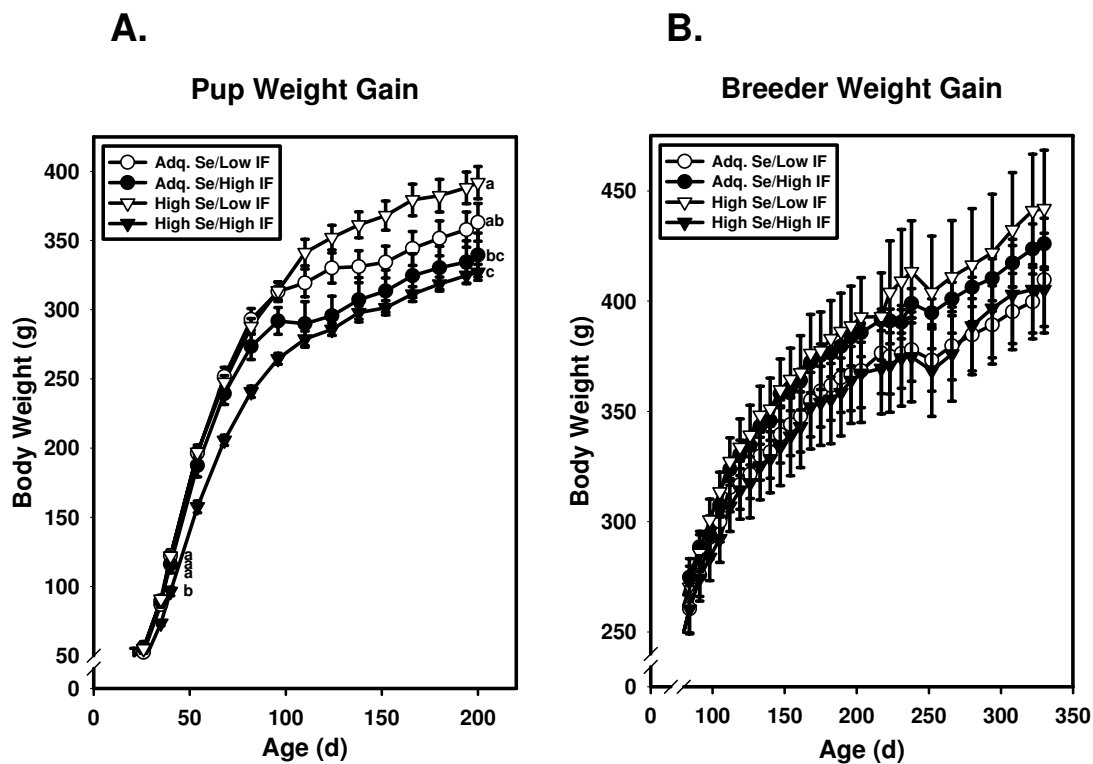 A.
Pup Weight Gain
Adq. Se/Low IF
Adq. Se/High IF
High Se/Low IF
High Se/High IF
400
350
300
250
200
150
100
50
0
Body Weight (g)
a
ab
bc
c
a
a
a
b
0 50 100 150 200
Age (d)
B.
Breeder Weight Gain
Adq. Se/Low IF
Adq. Se/High IF
High Se/Low IF
High Se/High IF
450
400
350
300
250
0
Body Weight (g)
0 100 150 200 250 300 350
Age (d)